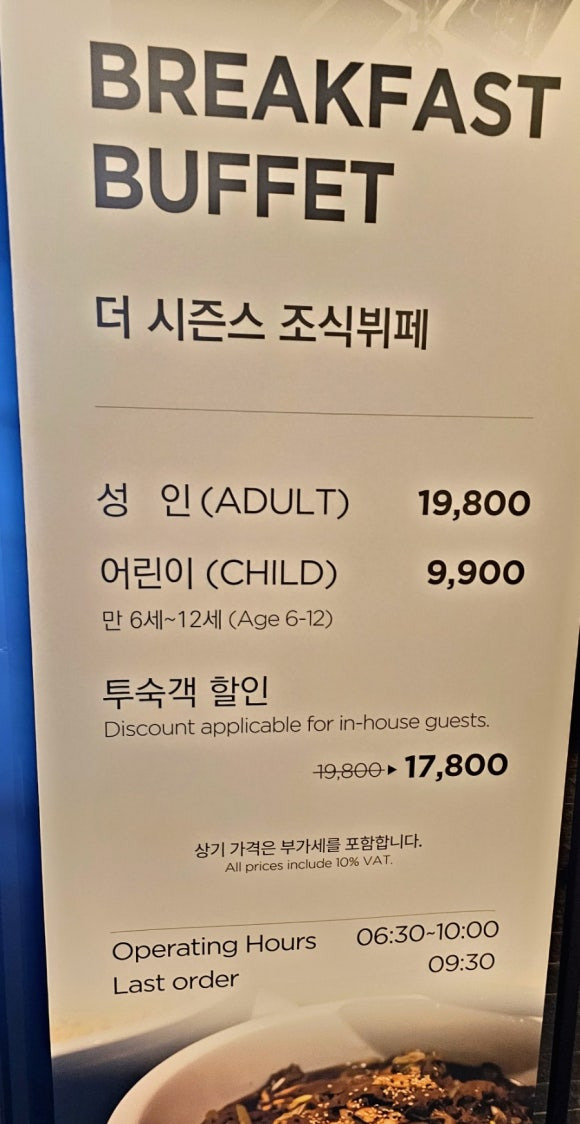 BREAKFAST
BUFFET
더 시즌스 조식뷔페
성 인 (ADULT) 19,800
어린이 (CHILD) 9,900
만 6세~12세 (Age 6-12)
투숙객 할인
Discount applicable for in-house guests.
19,800 ▸ 17,800
상기 가격은 부가세를 포함합니다.
All prices include 10% VAT.
Operating Hours 06:30~10:00
Last order 09:30